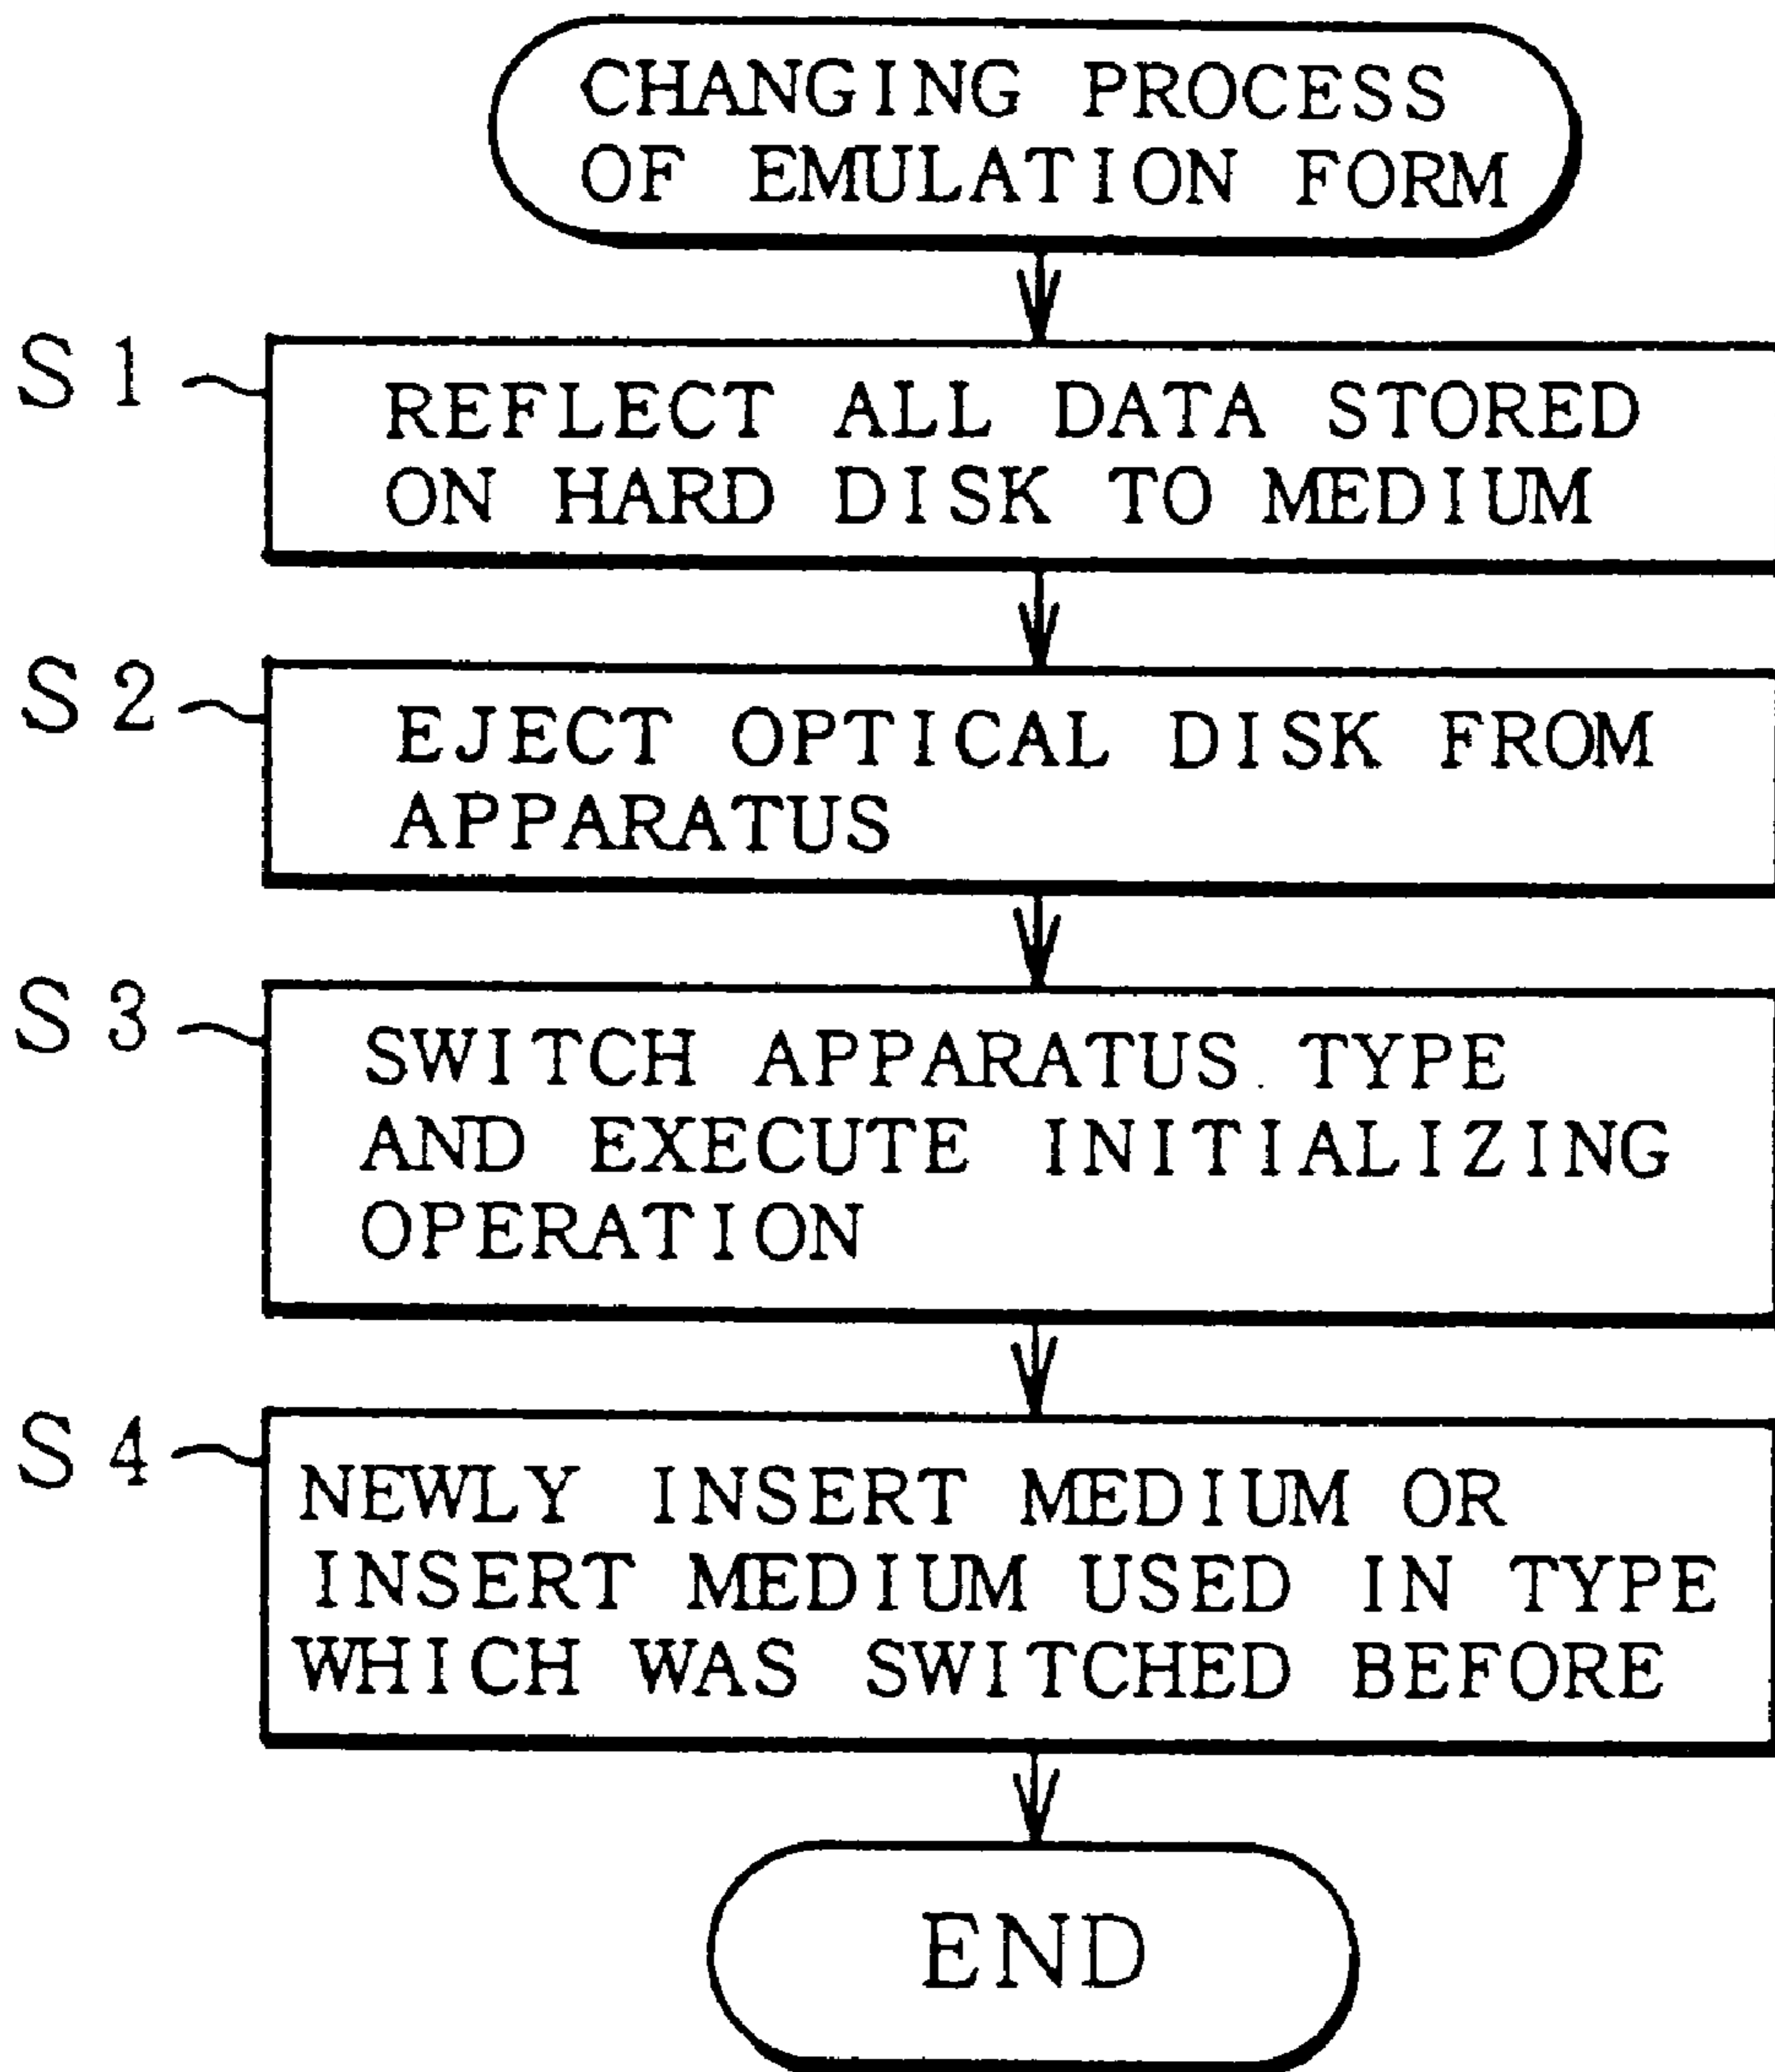 CHANGING PROCESS
OF EMULATION FORM
S1
REFLECT ALL DATA STORED
ON HARD DISK TO MEDIUM
S2
EJECT OPTICAL DISK FROM
APPARATUS
S3
SWITCH APPARATUS TYPE
AND EXECUTE INITIALIZING
OPERATION
S4
NEWLY INSERT MEDIUM OR
INSERT MEDIUM USED IN TYPE
WHICH WAS SWITCHED BEFORE
END